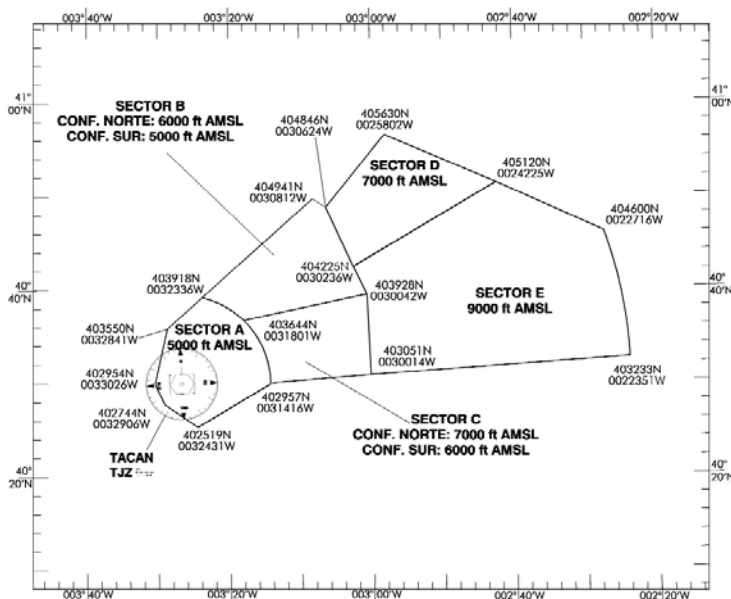 003°40'W
003°20'W
003°00'W
002°40'W
002°20'W
41°
00'N
41°
00'N
SECTOR B
CONF. NORTE: 6000 ft AMSL
CONF. SUR: 5000 ft AMSL
404846N
0030624W
405630N
0025802W
SECTOR D
7000 ft AMSL
405120N
0024225W
404941N
0030812W
404600N
0022716W
403918N
0032336W
404225N
0030236W
403928N
0030042W
40°
40'N
40°
40'N
SECTOR E
9000 ft AMSL
403550N
0032841W
SECTOR A
5000 ft AMSL
403644N
0031801W
403051N
0030014W
403233N
0022351W
402954N
0033026W
402957N
0031416W
402744N
0032906W
402519N
0032431W
SECTOR C
CONF. NORTE: 7000 ft AMSL
CONF. SUR: 6000 ft AMSL
TACAN
TJZ
40°
20'N
40°
20'N
003°40'W
003°20'W
003°00'W
002°40'W
002°20'W